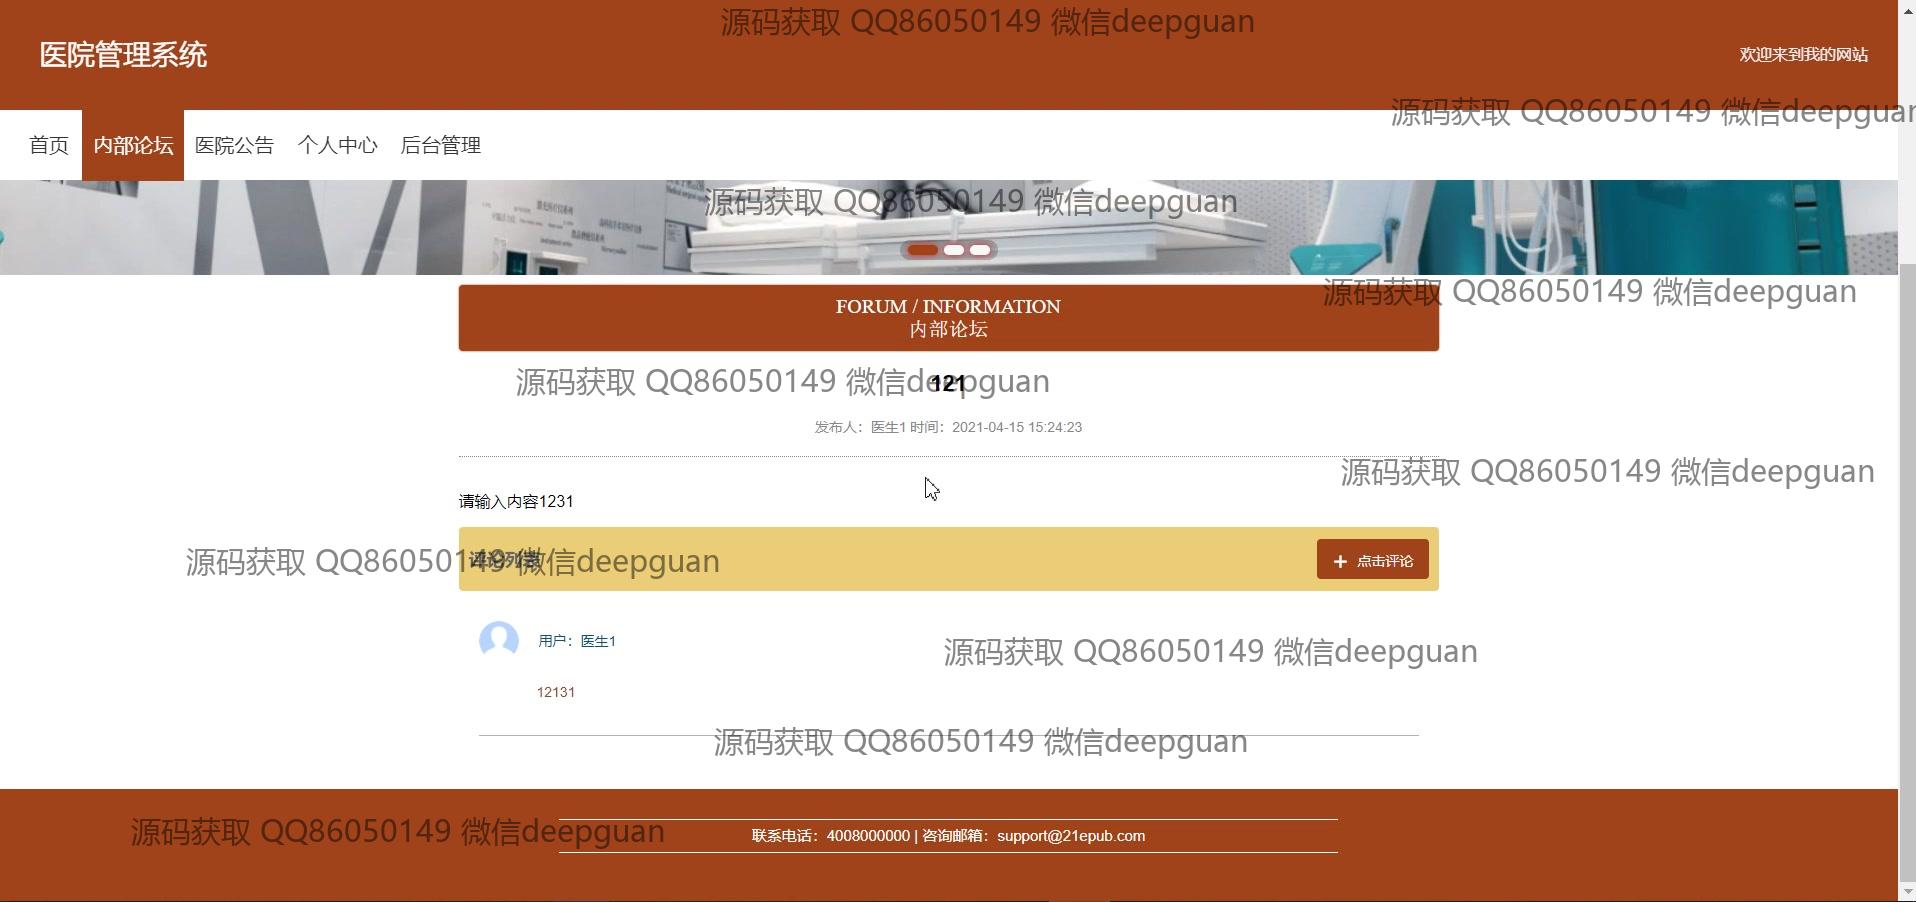 源码获取 QQ86050149 微信deepguan
医院管理系统
欢迎来到我的网站
源码获取 QQ86050149 微信deepguan
首页 内部论坛 医院公告 个人中心 后台管理
源码获取 QQ86050149 微信deepguan
源码获取 QQ86050149 微信deepguan
FORUM / INFORMATION
内部论坛
源码获取 QQ86050149 微信deepguan
121
发布人：医生1 时间：2021-04-15 15:24:23
源码获取 QQ86050149 微信deepguan
请输入内容1231
源码获取 QQ86050149 微信deepguan
评论列表
点击评论
用户：医生1
源码获取 QQ86050149 微信deepguan
12131
源码获取 QQ86050149 微信deepguan
源码获取 QQ86050149 微信deepguan
联系电话：4008000000 | 咨询邮箱：support@21epub.com